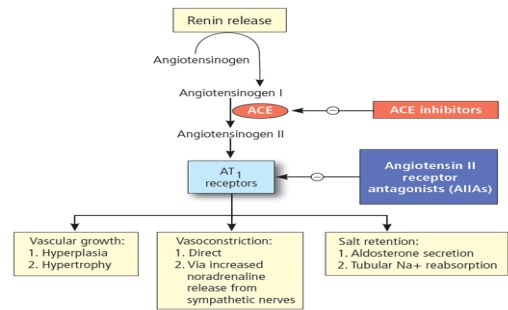 Renin release
Angiotensinogen
Angiotensinogen I
ACE
ACE inhibitors
Angiotensinogen II
AT1
receptors
Angiotensin II
receptor
antagonists (AIIAs)
Vascular growth:
1. Hyperplasia
2. Hypertrophy
Vasoconstriction:
1. Direct
2. Via increased
noradrenaline
release from
sympathetic nerves
Salt retention:
1. Aldosterone secretion
2. Tubular Na+ reabsorption